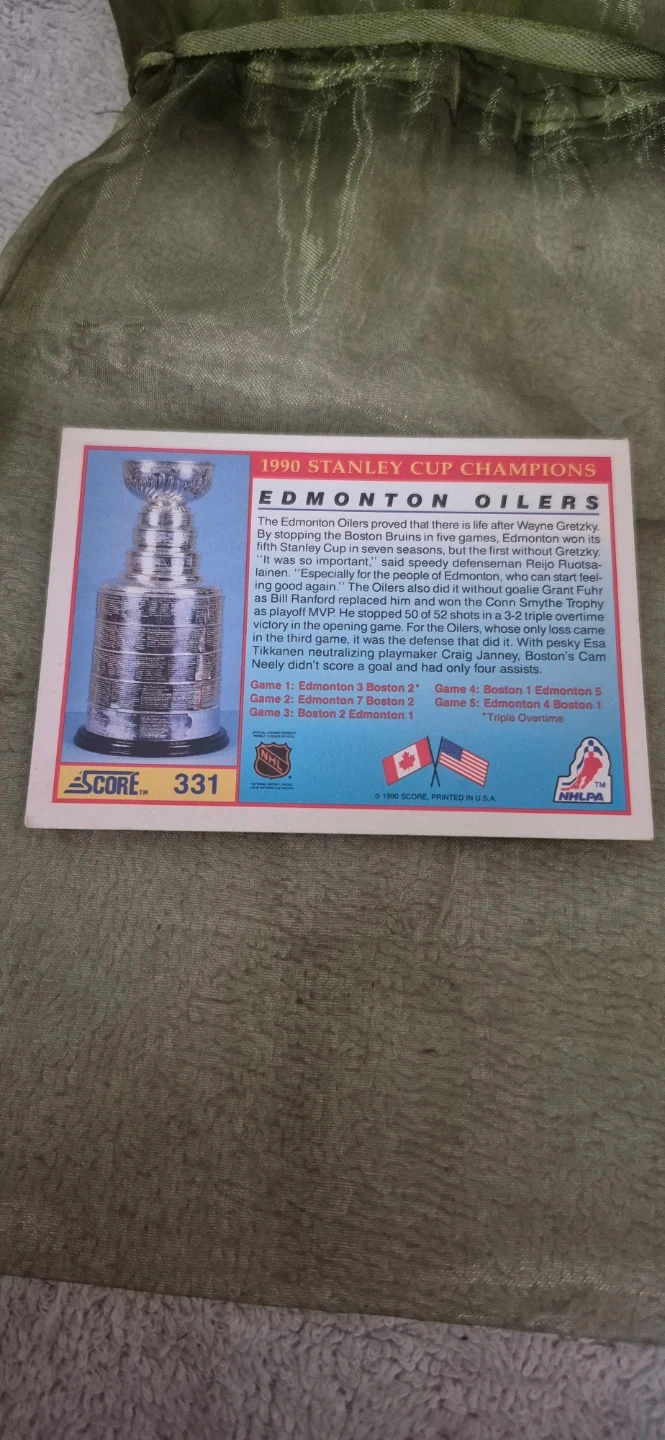 1990 STANLEY CUP CHAMPIONS
EDMONTON OILERS
The Edmonton Oilers proved that there is life after Wayne Gretzky.
By stopping the Boston Bruins in five games, Edmonton won its
fifth Stanley Cup in seven seasons, but the first without Gretzky.
"It was so important," said speedy defenseman Reijo Ruotsa-
lainen. "Especially for the people of Edmonton, who can start feel-
ing good again." The Oilers also did it without goalie Grant Fuhr
as Bill Ranford replaced him and won the Conn Smythe Trophy
as playoff MVP. He stopped 50 of 52 shots in a 3-2 triple overtime
victory in the opening game. For the Oilers, whose only loss came
in the third game, it was the defense that did it. With pesky Esa
Tikkanen neutralizing playmaker Craig Janney, Boston's Cam
Neely didn't score a goal and had only four assists.
Game 1: Edmonton 3 Boston 2*
Game 2: Edmonton 7 Boston 2
Game 3: Boston 2 Edmonton 1
Game 4: Boston 1 Edmonton 5
Game 5: Edmonton 4 Boston 1
*Triple Overtime
SCORE TM 331
NHL
© 1990 SCORE, PRINTED IN U.S.A.
TM
NHLPA